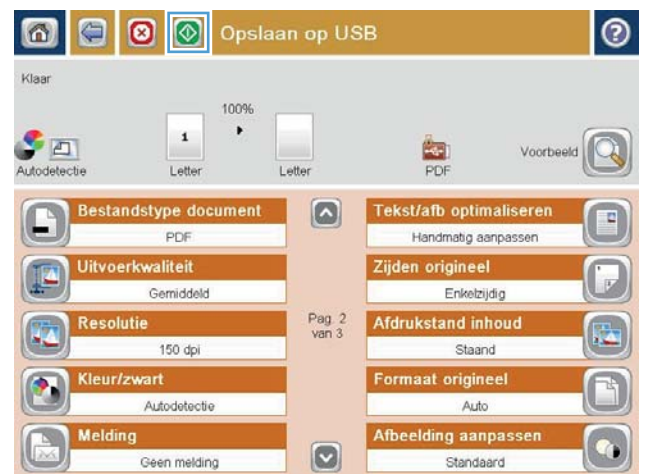 Opslaan op USB
?
Klaar
100%
1
Autodetectie
Letter
Letter
PDF
Voorbeeld
Bestandstype document
PDF
Uitvoerkwaliteit
Gemiddeld
Resolutie
150 dpi
Kleur/zwart
Autodetectie
Melding
Geen melding
Pag. 2
van 3
Tekst/afb optimaliseren
Handmatig aanpassen
Zijden origineel
Enkelzijdig
Afdrukstand inhoud
Staand
Formaat origineel
Auto
Afbeelding aanpassen
Standaard